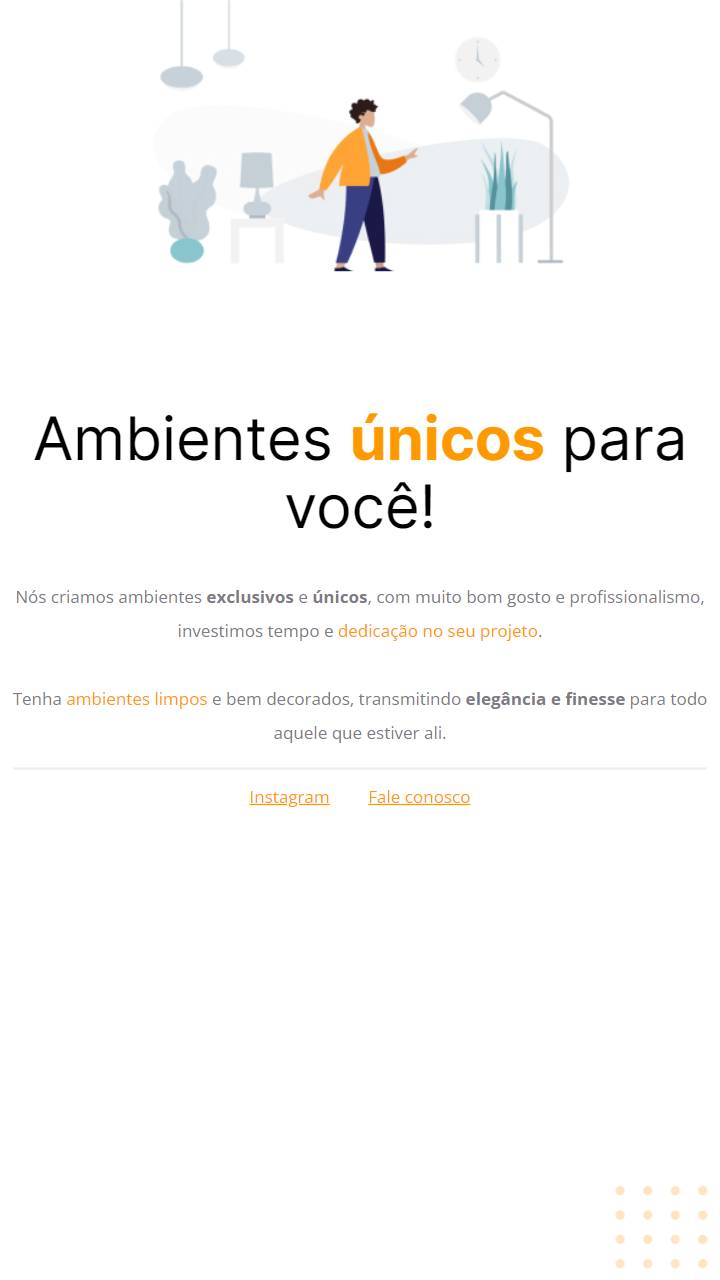 Ambientes únicos para
você!
Nós criamos ambientes exclusivos e únicos, com muito bom gosto e profissionalismo,
investimos tempo e dedicação no seu projeto.
Tenha ambientes limpos e bem decorados, transmitindo elegância e finesse para todo
aquele que estiver ali.
Instagram Fale conosco